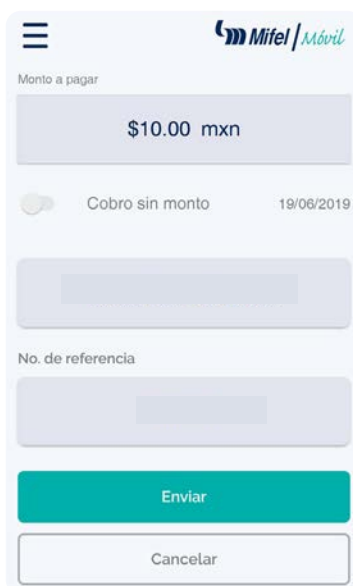 Mifel | Móvil
Monto a pagar
$10.00 mxn
Cobro sin monto 19/06/2019
No. de referencia
Enviar
Cancelar